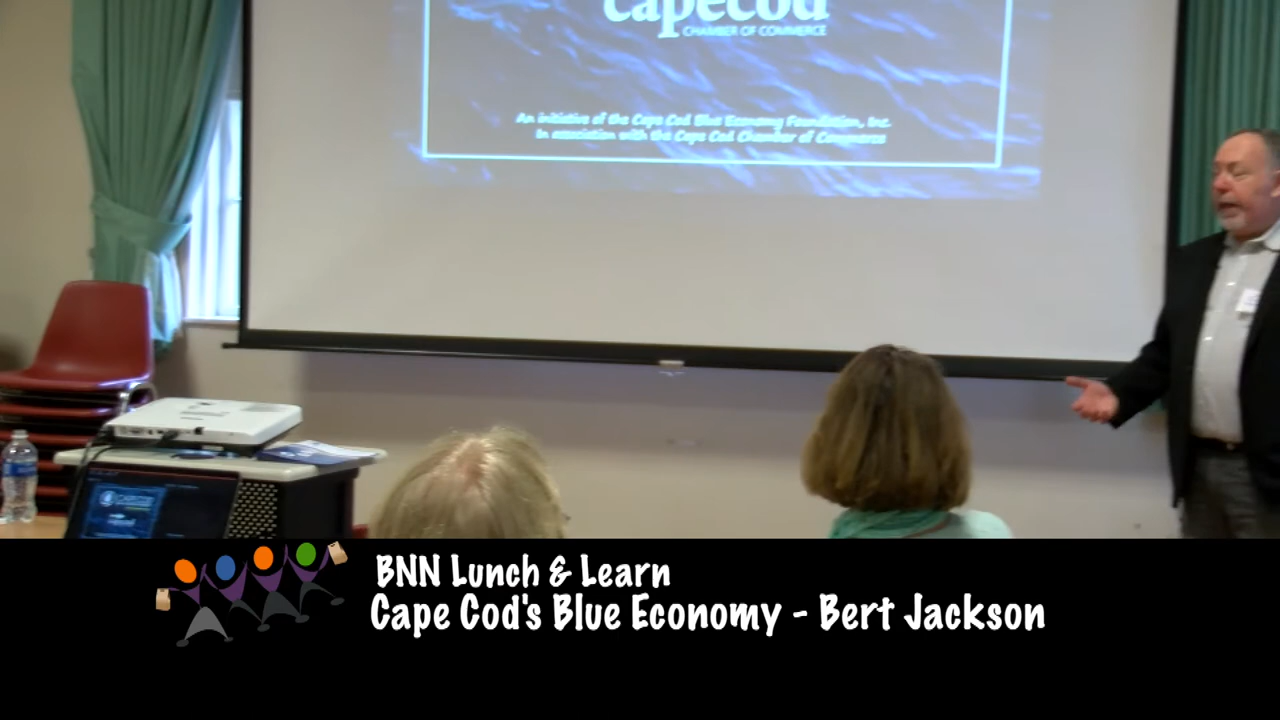 capecod
CHAMBER OF COMMERCE
An initiative of the Cape Cod Blue Economy Foundation, Inc.
In association with the Cape Cod Chamber of Commerce
BNN Lunch & Learn
Cape Cod's Blue Economy - Bert Jackson